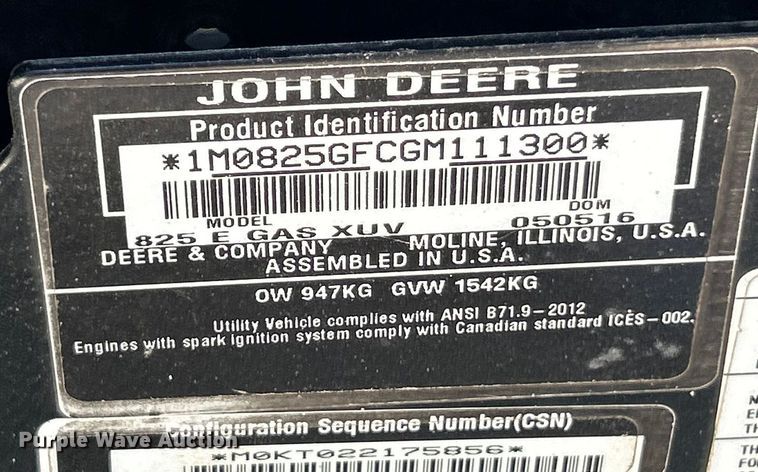 JOHN DEERE
Product Identification Number
*1M0825GFCGM111300*
MODEL DOM
825 E GAS XUV 050516
DEERE & COMPANY MOLINE, ILLINOIS, U.S.A.
ASSEMBLED IN U.S.A.
OW 947KG GVW 1542KG
Utility Vehicle complies with ANSI B71.9-2012
Engines with spark ignition system comply with Canadian standard ICES-002.
Configuration Sequence Number(CSN)
*M0KT022175856*
Purple Wave Auction